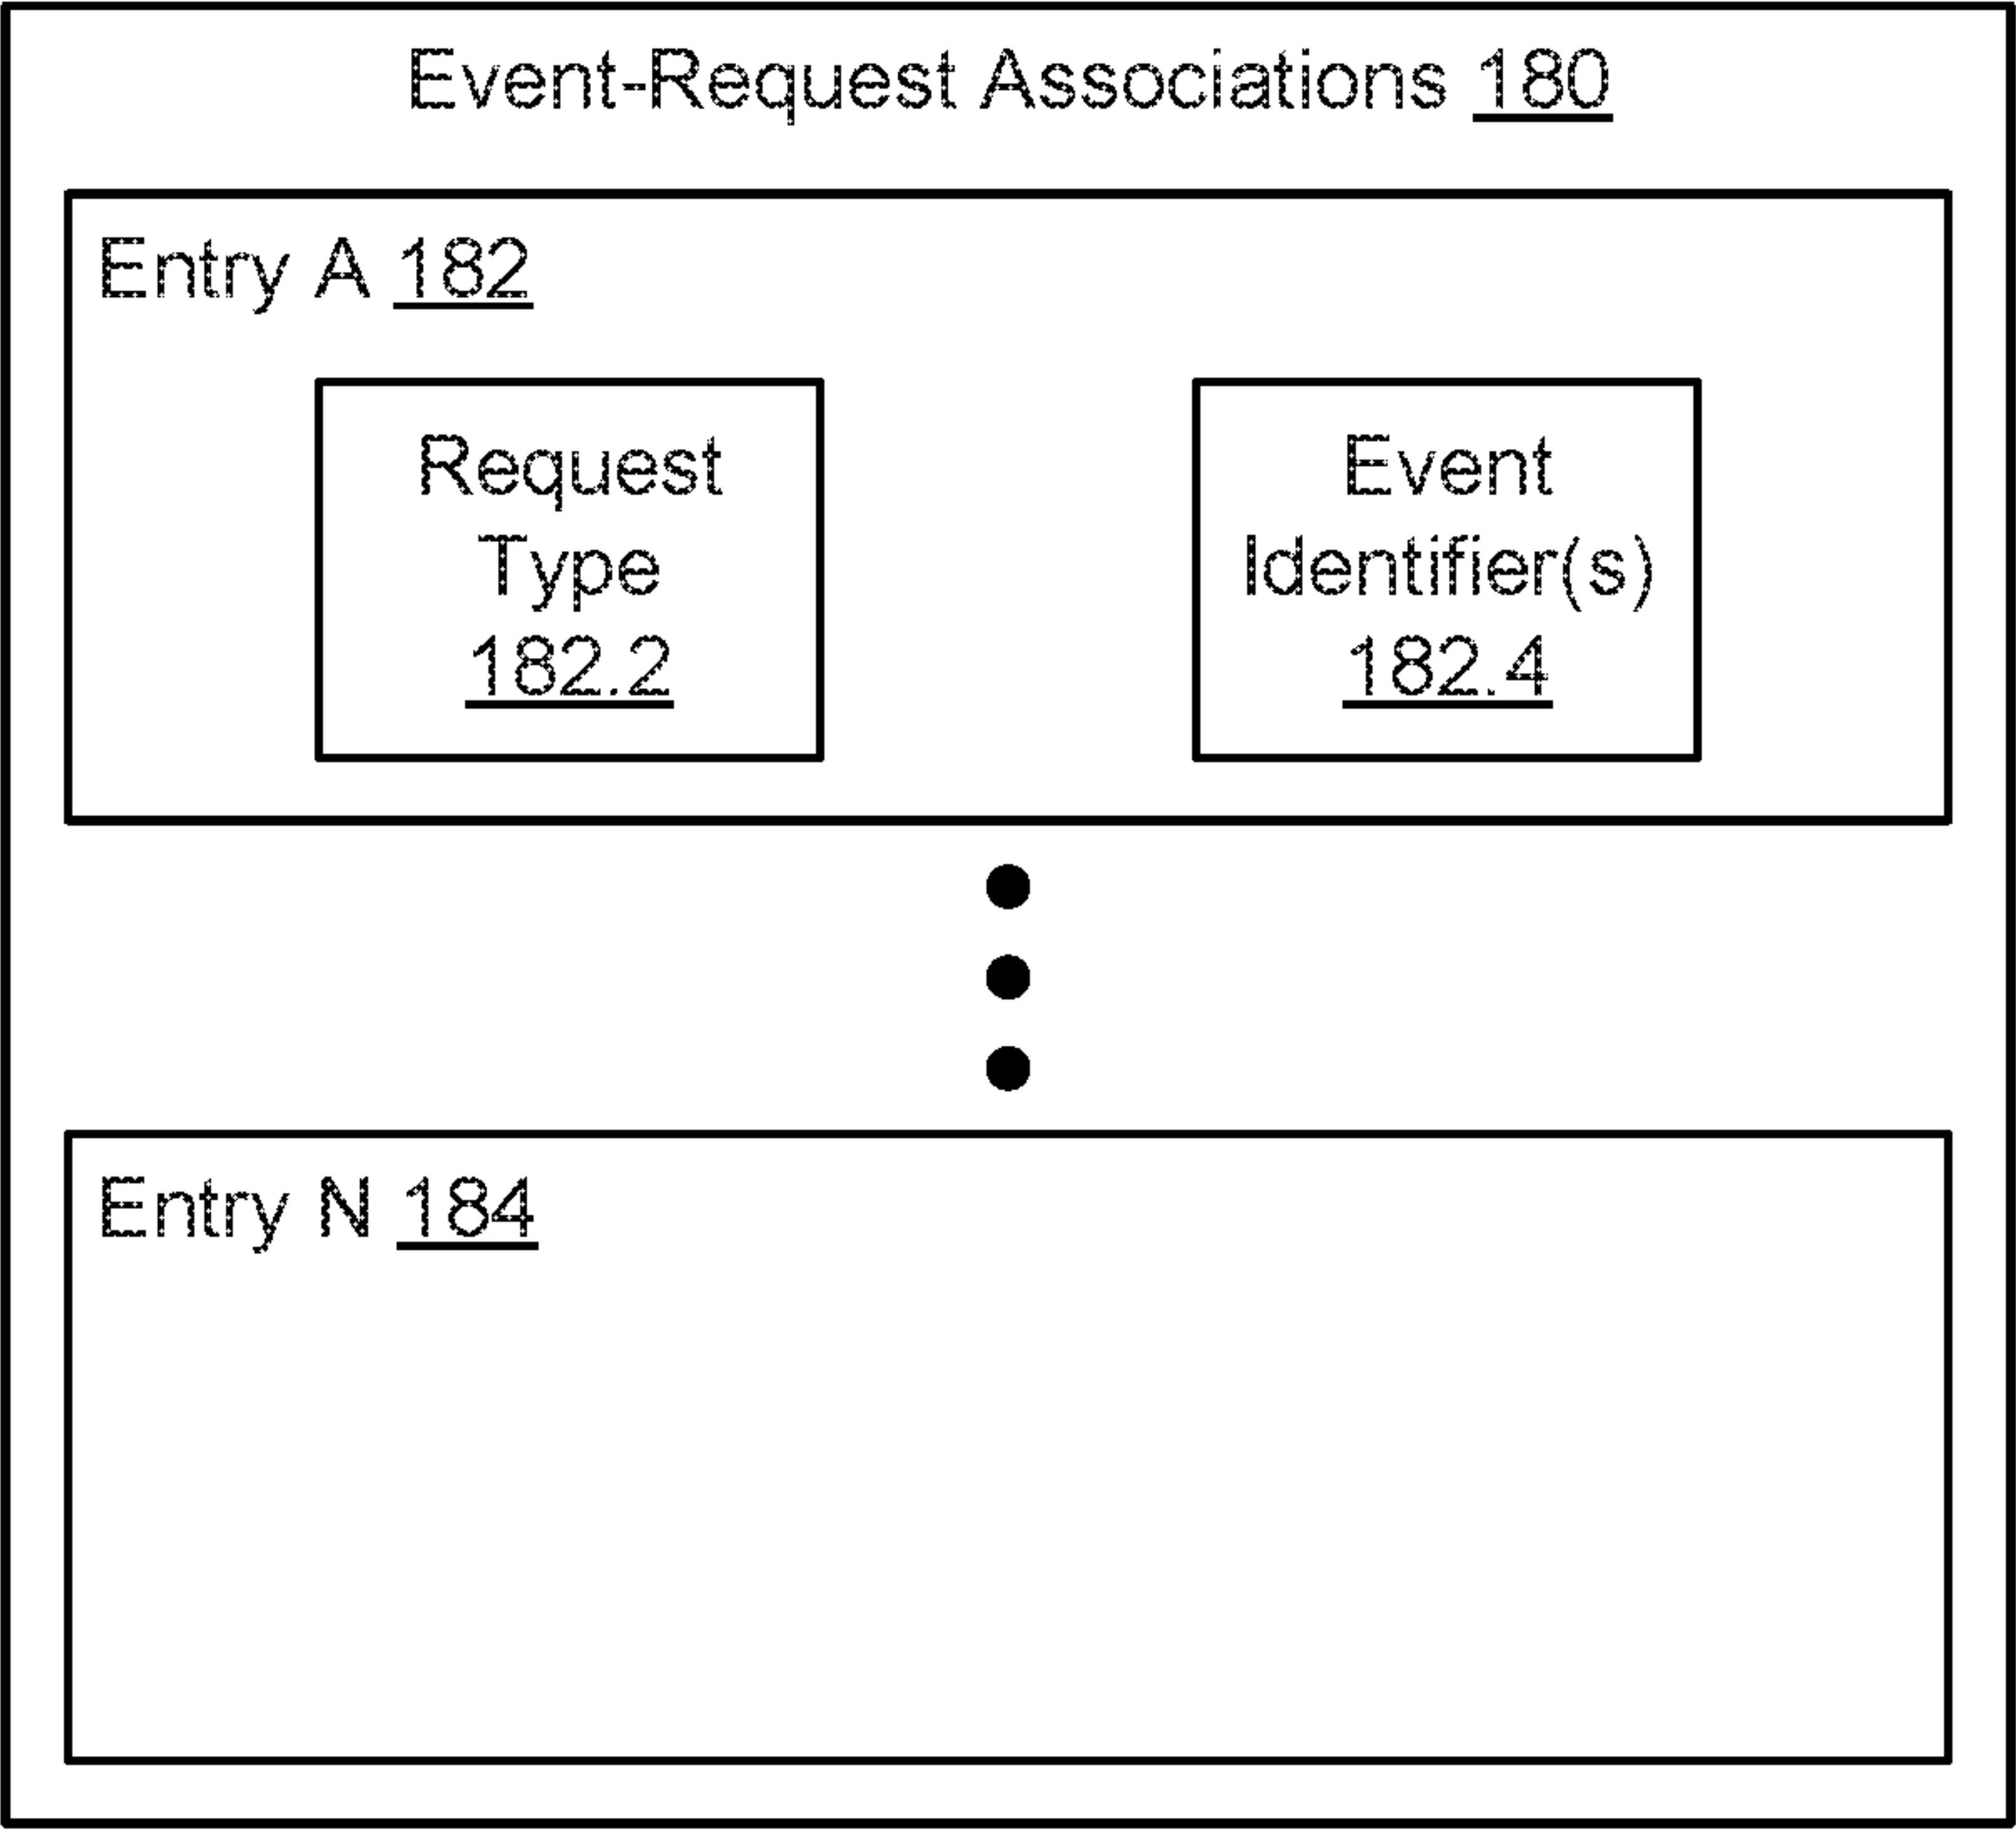 Event-Request Associations 180
Entry A 182
Request
Type
182.2
Event
Identifier(s)
182.4
Entry N 184